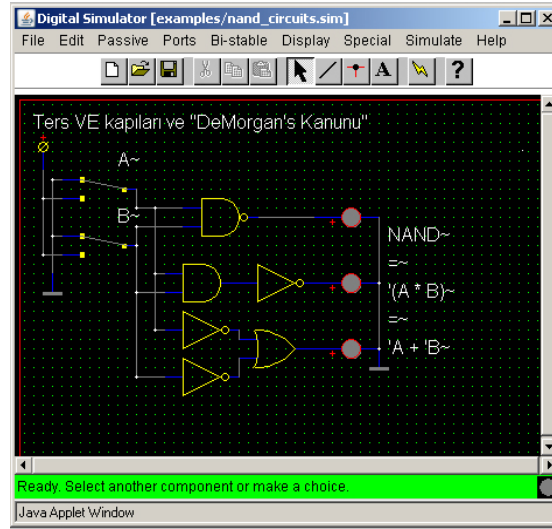 Digital Simulator [examples/nand_circuits.sim]
File Edit Passive Ports Bi-stable Display Special Simulate Help
A ?
Ters VE kapıları ve "DeMorgan's Kanunu"
A~
B~
NAND~
=~
'(A * B)~
=~
'A + 'B~
Ready. Select another component or make a choice.
Java Applet Window